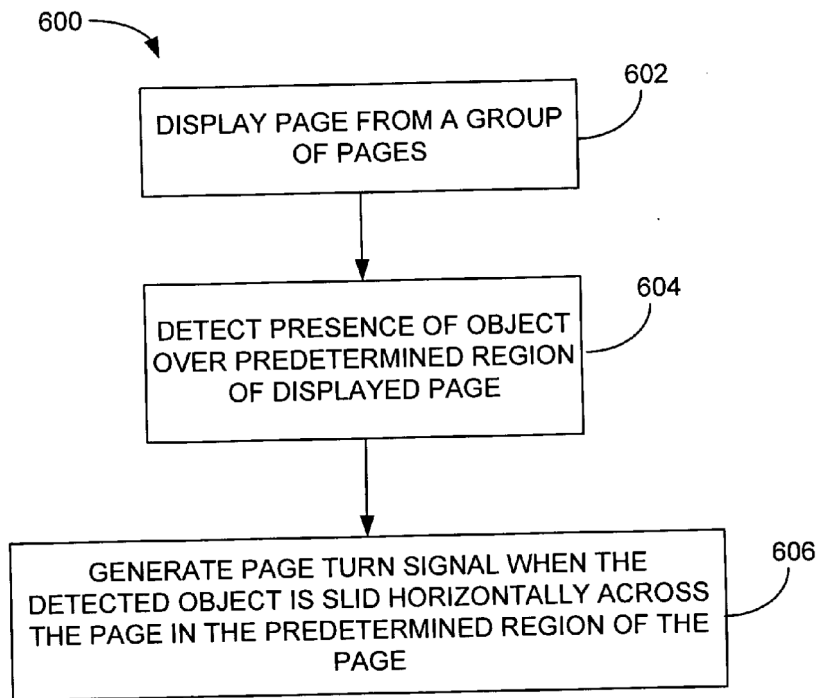 600
602
DISPLAY PAGE FROM A GROUP
OF PAGES
604
DETECT PRESENCE OF OBJECT
OVER PREDETERMINED REGION
OF DISPLAYED PAGE
606
GENERATE PAGE TURN SIGNAL WHEN THE
DETECTED OBJECT IS SLID HORIZONTALLY ACROSS
THE PAGE IN THE PREDETERMINED REGION OF THE
PAGE